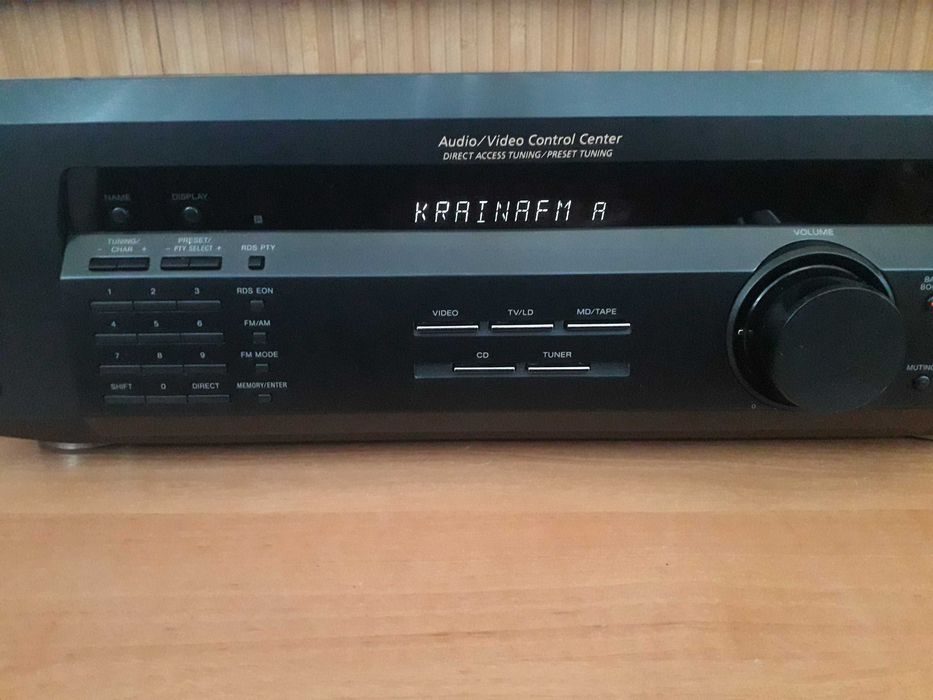 Audio/Video Control Center
DIRECT ACCESS TUNING/PRESET TUNING
NAME DISPLAY
KRAINAFM A
TUNING/ PRESET/
- CHAR + - PTY SELECT + RDS PTY
VOLUME
1 2 3 RDS EON
4 5 6 FM/AM
7 8 9 FM MODE
SHIFT 0 DIRECT MEMORY/ENTER
VIDEO TV/LD MD/TAPE
CD TUNER
0
MUTING